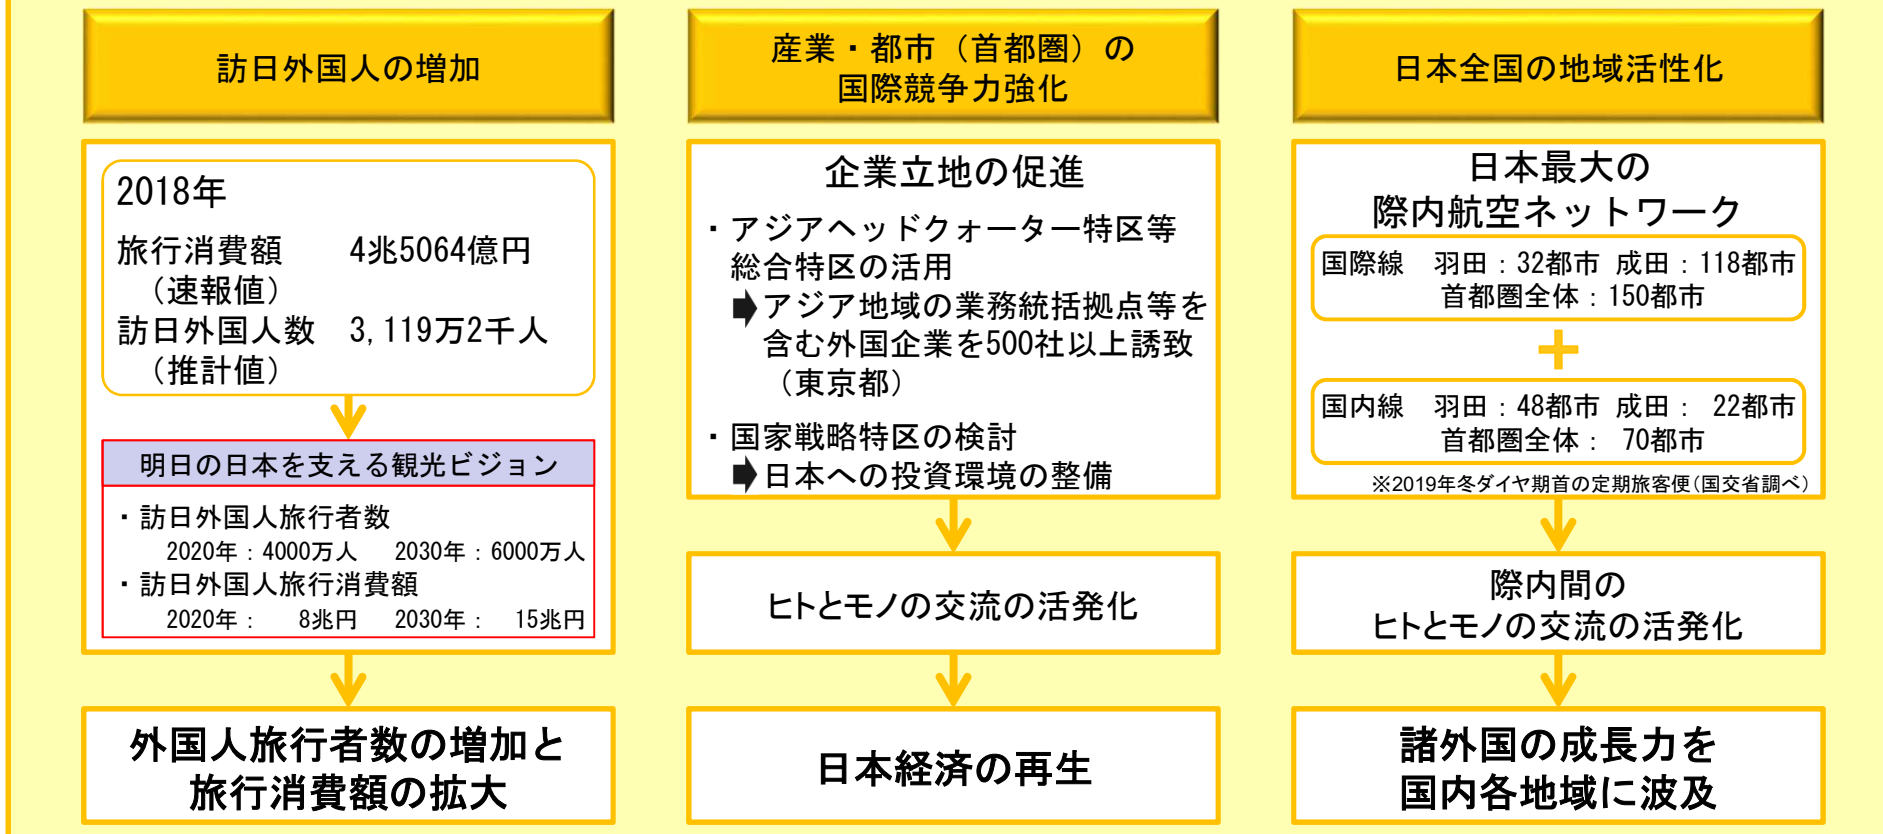 訪日外国人の増加
2018年
旅行消費額 4兆5064億円
（速報値）
訪日外国人数 3,119万2千人
（推計値）
明日の日本を支える観光ビジョン
・訪日外国人旅行者数
2020年：4000万人 2030年：6000万人
・訪日外国人旅行消費額
2020年： 8兆円 2030年： 15兆円
外国人旅行者数の増加と
旅行消費額の拡大
産業・都市（首都圏）の
国際競争力強化
企業立地の促進
・アジアヘッドクォーター特区等
総合特区の活用
➡アジア地域の業務統括拠点等を
含む外国企業を500社以上誘致
（東京都）
・国家戦略特区の検討
➡日本への投資環境の整備
ヒトとモノの交流の活発化
日本経済の再生
日本全国の地域活性化
日本最大の
際内航空ネットワーク
国際線 羽田：32都市 成田：118都市
首都圏全体：150都市
＋
国内線 羽田：48都市 成田： 22都市
首都圏全体： 70都市
※2019年冬ダイヤ期首の定期旅客便（国交省調べ）
際内間の
ヒトとモノの交流の活発化
諸外国の成長力を
国内各地域に波及